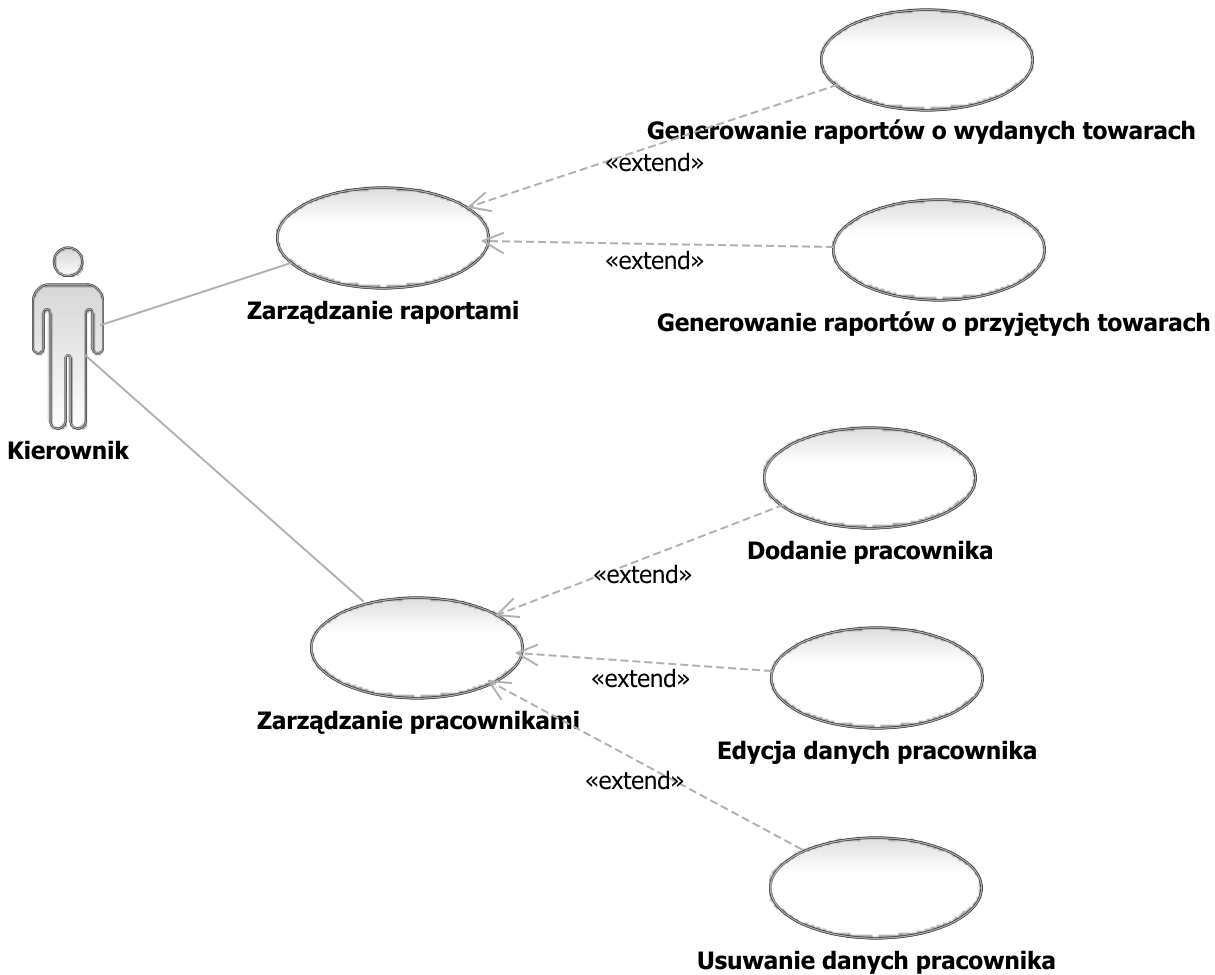 Generowanie raportów o wydanych towarach
«extend»
«extend»
Zarządzanie raportami
Generowanie raportów o przyjętych towarach
Kierownik
Dodanie pracownika
«extend»
«extend»
Zarządzanie pracownikami
Edycja danych pracownika
«extend»
Usuwanie danych pracownika